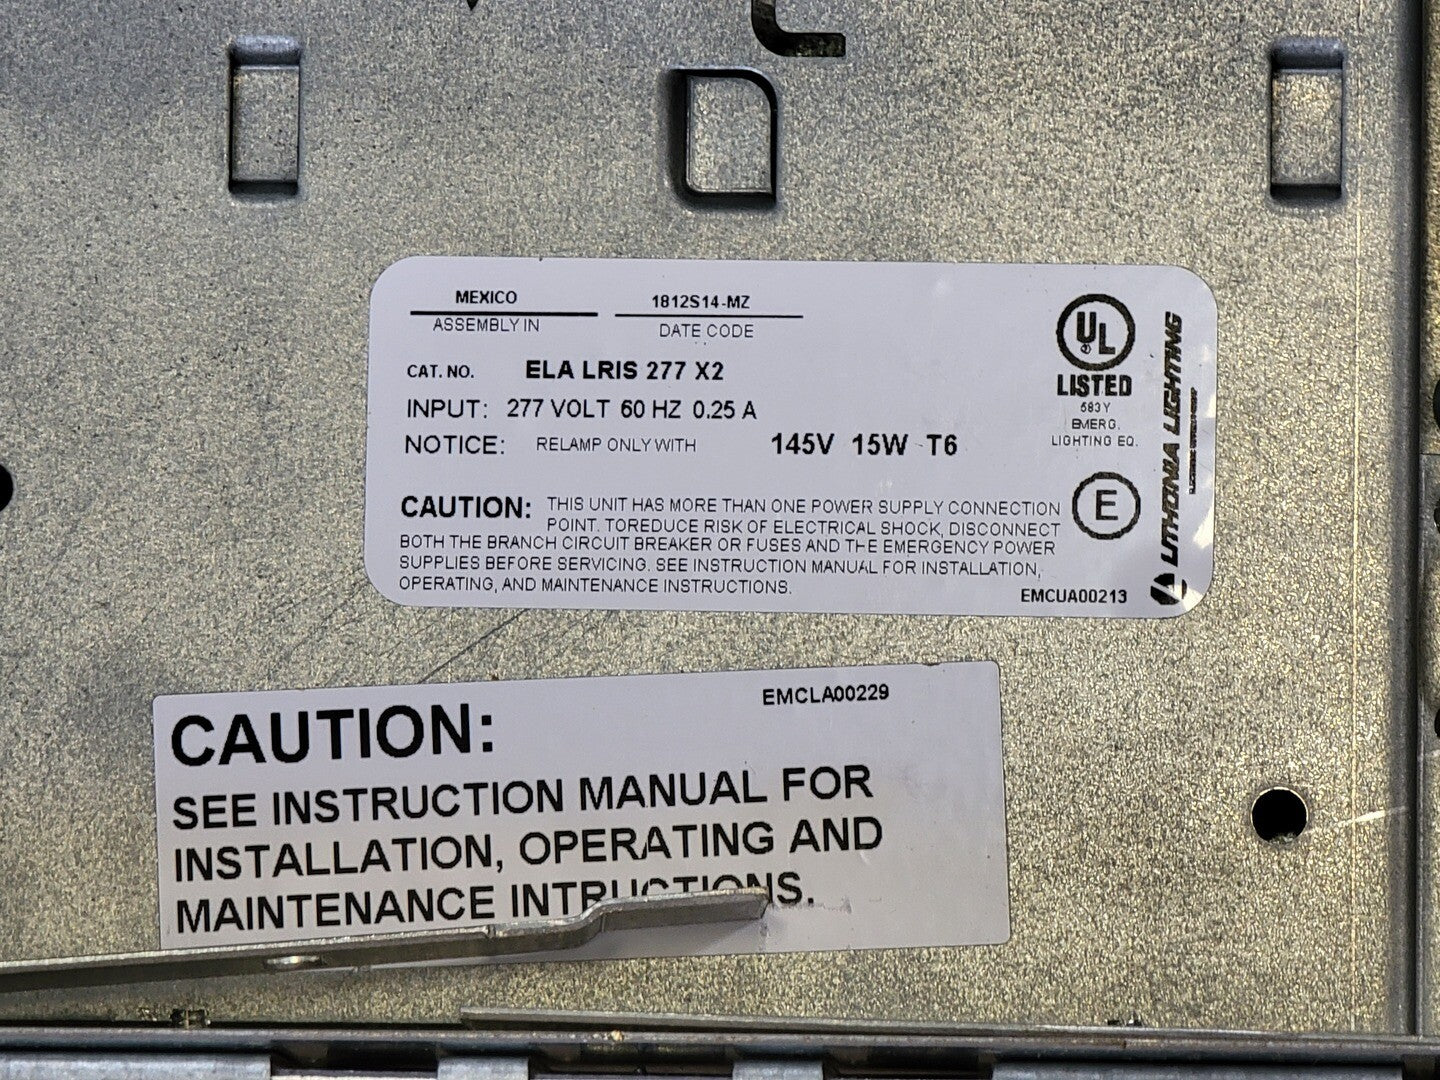 MEXICO 1812S14-MZ
ASSEMBLY IN DATE CODE
CAT. NO. ELA LRIS 277 X2
INPUT: 277 VOLT 60 HZ 0.25 A
NOTICE: RELAMP ONLY WITH 145V 15W T6
CAUTION: THIS UNIT HAS MORE THAN ONE POWER SUPPLY CONNECTION
POINT. TOREDUCE RISK OF ELECTRICAL SHOCK, DISCONNECT
BOTH THE BRANCH CIRCUIT BREAKER OR FUSES AND THE EMERGENCY POWER
SUPPLIES BEFORE SERVICING. SEE INSTRUCTION MANUAL FOR INSTALLATION,
OPERATING, AND MAINTENANCE INSTRUCTIONS.
EMCUA00213
UL
LISTED
583Y
EMERG.
LIGHTING EQ.
E
LITHONIA LIGHTING
EMCLA00229
CAUTION:
SEE INSTRUCTION MANUAL FOR
INSTALLATION, OPERATING AND
MAINTENANCE INTRUCTIONS.